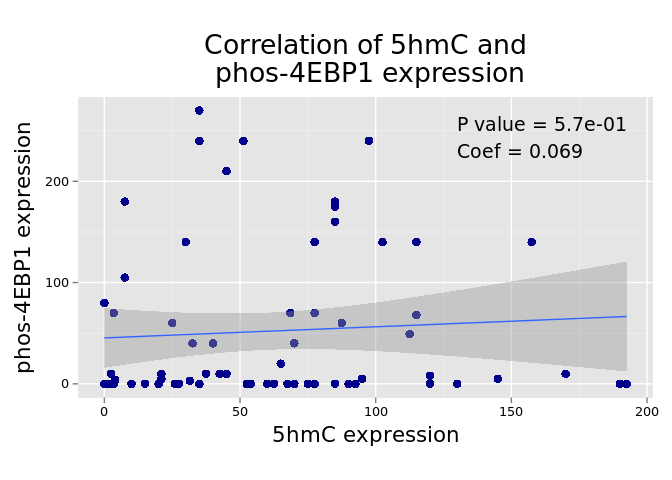 Correlation of 5hmC and
phos-4EBP1 expression
P value = 5.7e-01
Coef = 0.069
phos-4EBP1 expression
200
100
0
0 50 100 150 200
5hmC expression